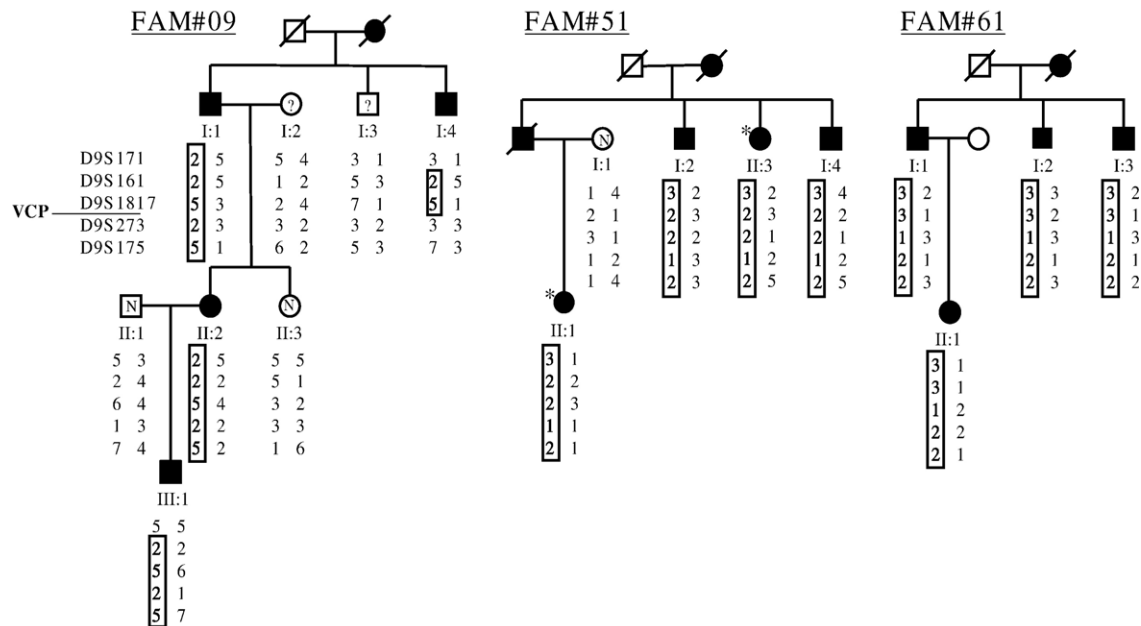 FAM#09 FAM#51 FAM#61
? ?
I:1 I:2 I:3 I:4
D9S171 2 5 5 4 3 1 3 1
D9S161 2 5 1 2 5 3 2 5
D9S1817 5 3 2 4 7 1 5 1
VCP
D9S273 2 3 3 2 3 2 3 3
D9S175 5 1 6 2 5 3 7 3
N N
II:1 II:2 II:3
5 3 2 5 5 5
2 4 2 2 5 1
6 4 5 4 3 2
1 3 2 2 3 3
7 4 5 2 1 6
III:1
5 5
2 2
5 6
2 1
5 7
N *
I:1 I:2 II:3 I:4
1 4 3 2 3 2 3 4
2 1 2 3 2 3 2 2
3 1 2 2 2 1 2 1
1 2 1 3 1 2 1 2
1 4 2 3 2 5 2 5
*
II:1
3 1
2 2
2 3
1 1
2 1
I:1 I:2 I:3
3 2 3 3 3 2
3 1 3 2 3 1
1 3 1 3 1 3
2 1 2 1 2 1
2 3 2 3 2 2
II:1
3 1
3 1
1 2
2 2
2 1